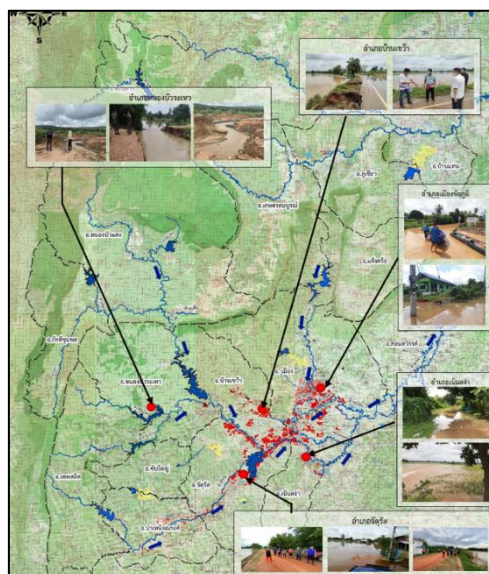 S
อำเภอบ้านเขว้า
อำเภอหนองบัวระเหว
อ.บ้านแท่น
อ.ภูเขียว
อำเภอเมืองชัยภูมิ
อ.เกษตรสมบูรณ์
อ.หนองบัวแดง
อ.แก้งคร้อ
อ.คอนสวรรค์
อ.ภักดีชุมพล
อ. เมือง
อำเภอเนินสง่า
อ.หนองบัวระเหว
อ.บ้านเขว้า
อ.ซับใหญ่
อ.เทพสถิต
อ.จัตุรัส
อ.เนินสง่า
อ.บำเหน็จณรงค์
อำเภอจัตุรัส